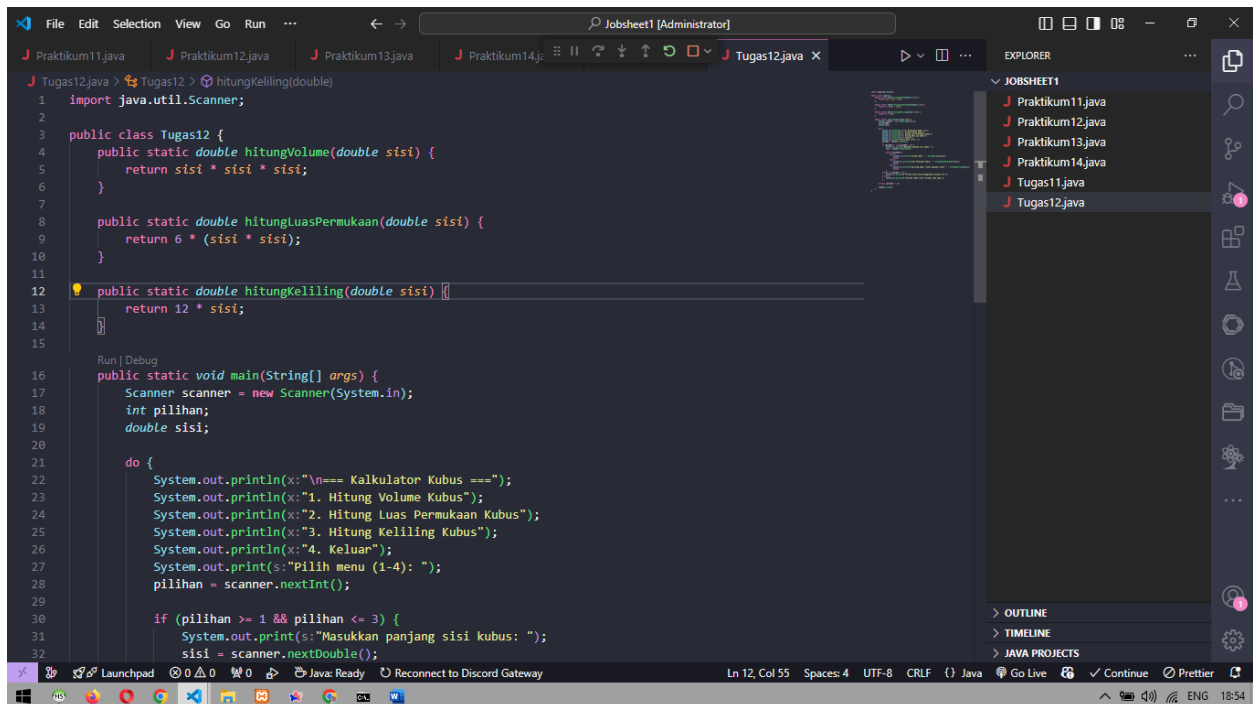 File Edit Selection View Go Run ··· Jobsheet1 [Administrator]
Praktikum11.java Praktikum12.java Praktikum13.java Praktikum14.ja Tugas12.java
Tugas12.java > Tugas12 > hitungKeliling(double)
1 import java.util.Scanner;
2
3 public class Tugas12 {
4 public static double hitungVolume(double sisi) {
5 return sisi * sisi * sisi;
6 }
7
8 public static double hitungLuasPermukaan(double sisi) {
9 return 6 * (sisi * sisi);
10 }
11
12 public static double hitungKeliling(double sisi) {
13 return 12 * sisi;
14 }
15
Run | Debug
16 public static void main(String[] args) {
17 Scanner scanner = new Scanner(System.in);
18 int pilihan;
19 double sisi;
20
21 do {
22 System.out.println(x:"\n=== Kalkulator Kubus ===");
23 System.out.println(x:"1. Hitung Volume Kubus");
24 System.out.println(x:"2. Hitung Luas Permukaan Kubus");
25 System.out.println(x:"3. Hitung Keliling Kubus");
26 System.out.println(x:"4. Keluar");
27 System.out.print(s:"Pilih menu (1-4): ");
28 pilihan = scanner.nextInt();
29
30 if (pilihan >= 1 && pilihan <= 3) {
31 System.out.print(s:"Masukkan panjang sisi kubus: ");
32 sisi = scanner.nextDouble();
EXPLORER
JOBSHEET1
Praktikum11.java
Praktikum12.java
Praktikum13.java
Praktikum14.java
Tugas11.java
Tugas12.java
OUTLINE
TIMELINE
JAVA PROJECTS
1
1
Launchpad 0 0 0 Java: Ready Reconnect to Discord Gateway Ln 12, Col 55 Spaces: 4 UTF-8 CRLF {} Java Go Live Continue Prettier
ENG 18:54